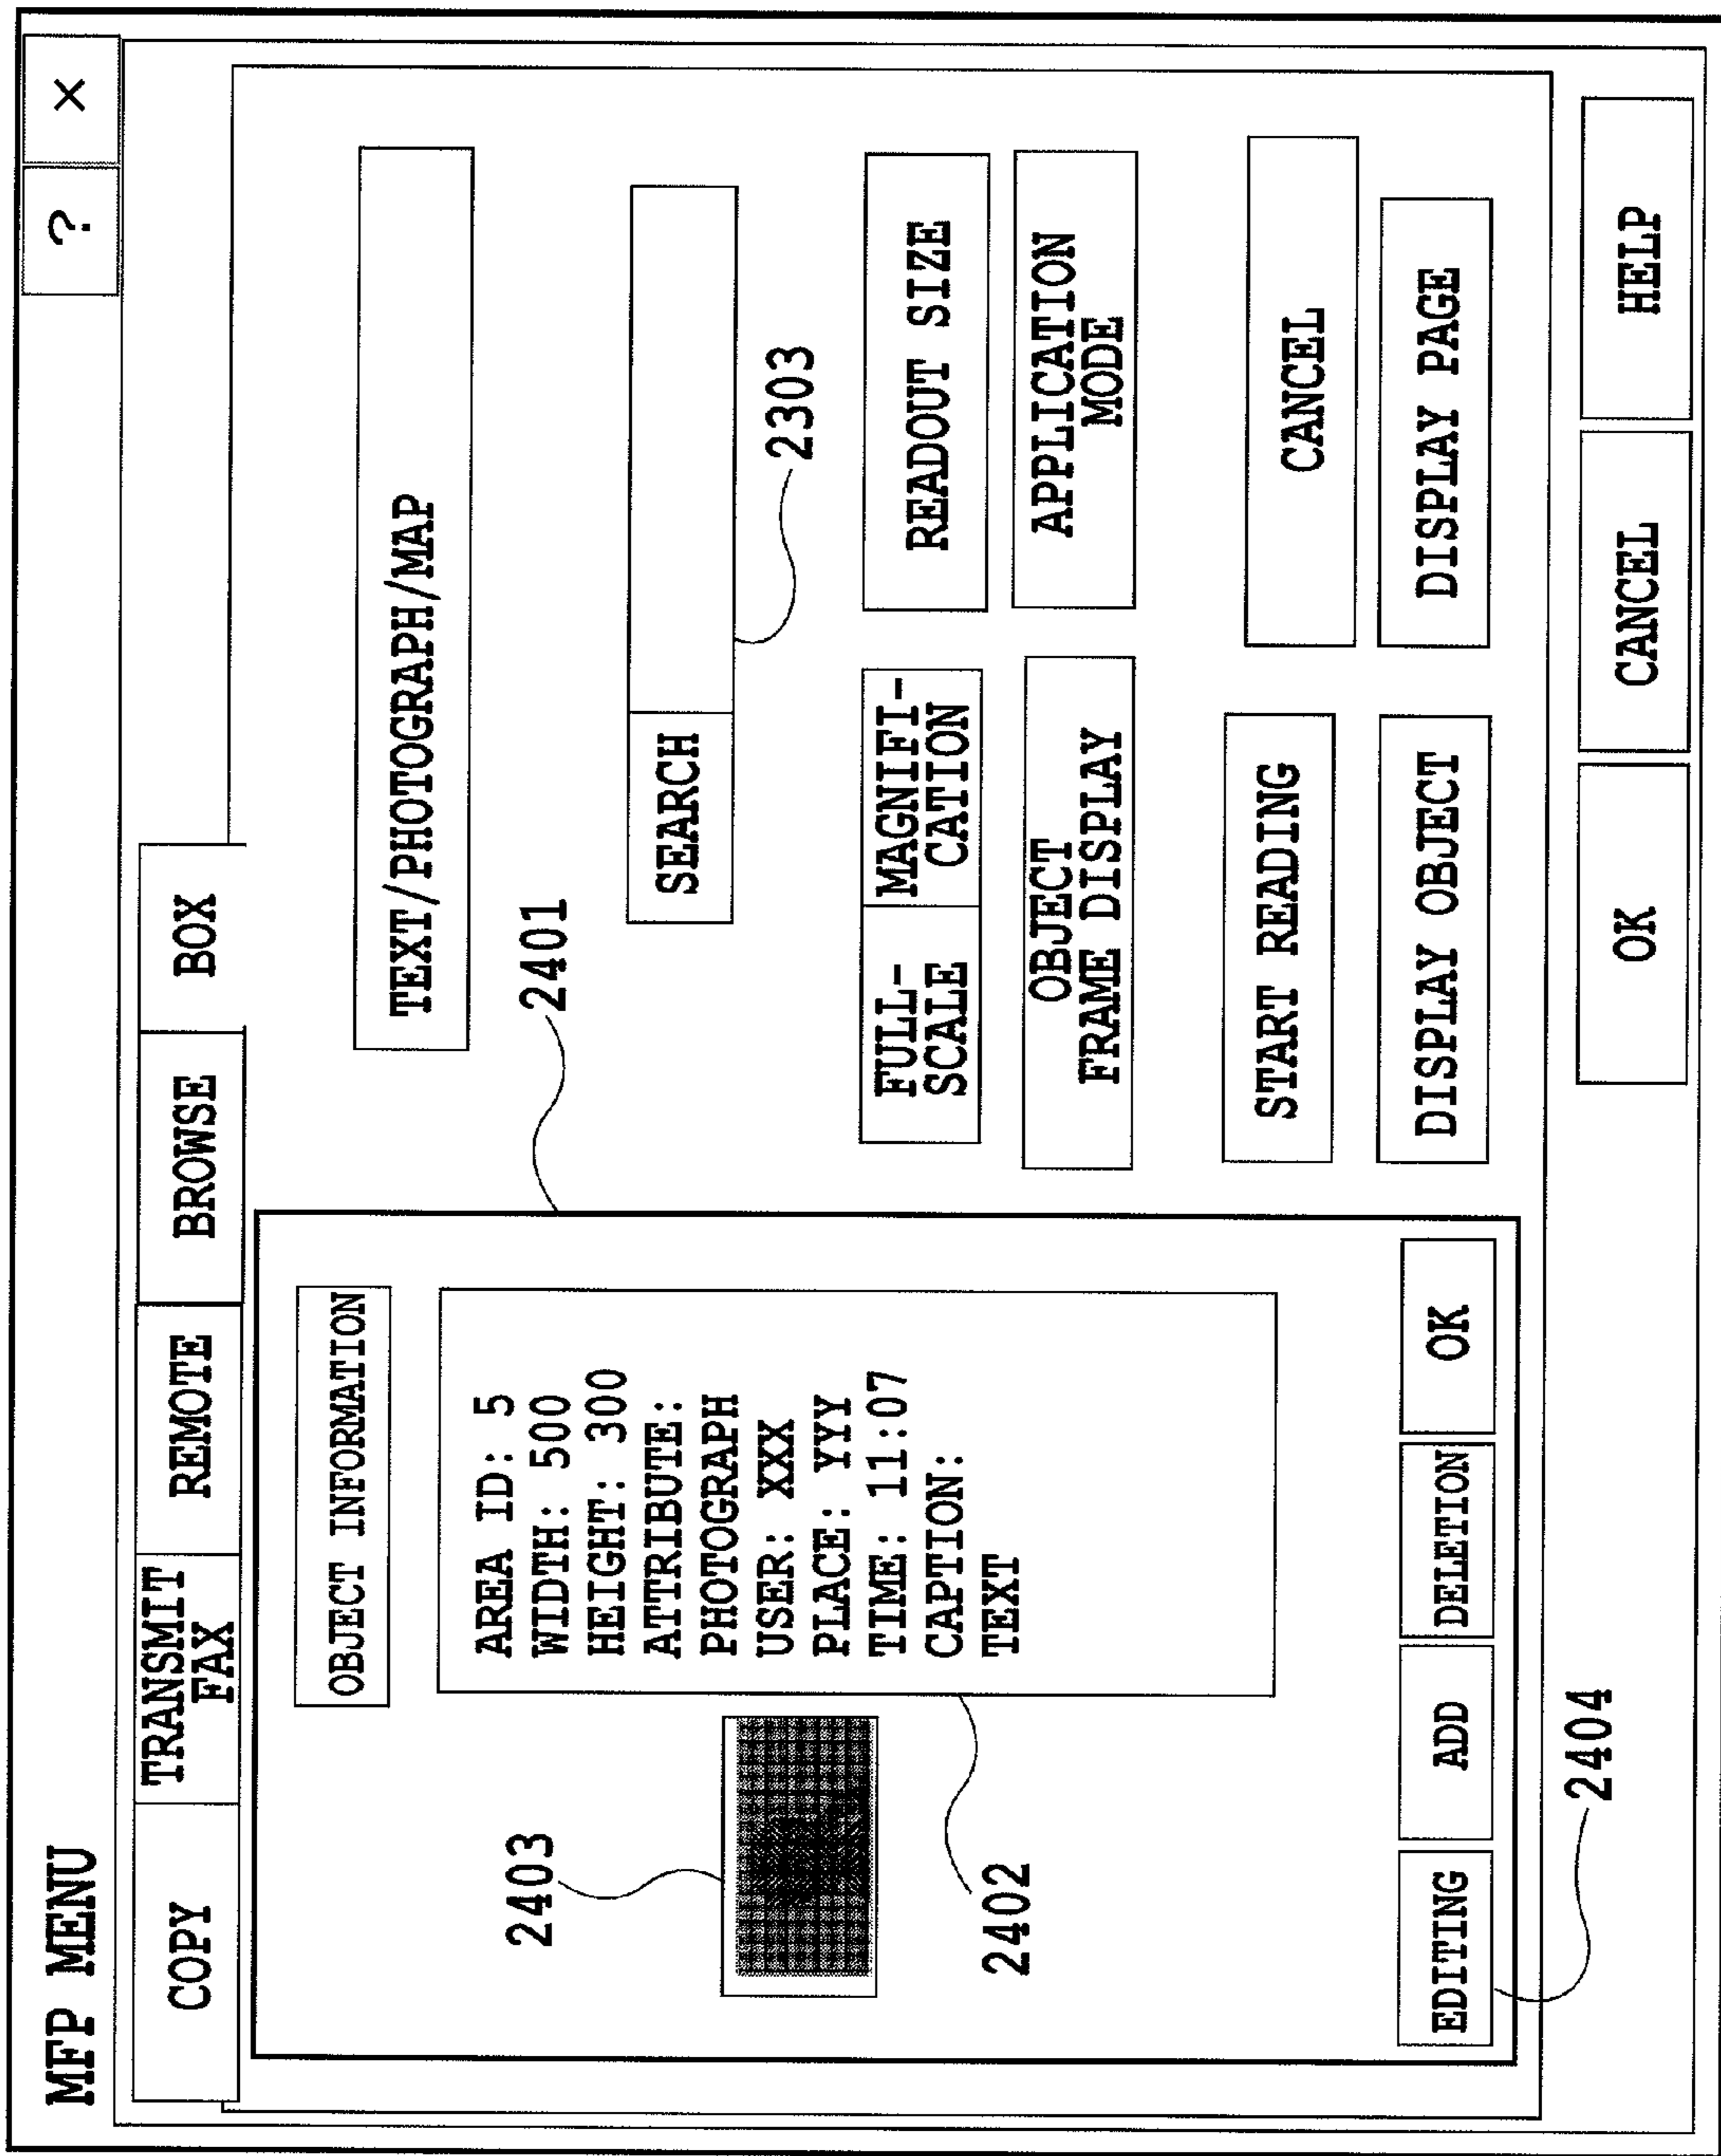 MFP MENU
? ×
COPY
TRANSMIT
FAX
REMOTE
BROWSE
BOX
OBJECT INFORMATION
2403
AREA ID: 5
WIDTH: 500
HEIGHT: 300
ATTRIBUTE:
PHOTOGRAPH
USER: XXX
PLACE: YYY
TIME: 11:07
CAPTION:
TEXT
2402
EDITING
ADD
DELETION
OK
2404
2401
TEXT/PHOTOGRAPH/MAP
SEARCH
2303
FULL-
SCALE
MAGNIFI-
CATION
READOUT SIZE
OBJECT
FRAME DISPLAY
APPLICATION
MODE
START READING
CANCEL
DISPLAY OBJECT
DISPLAY PAGE
OK
CANCEL
HELP